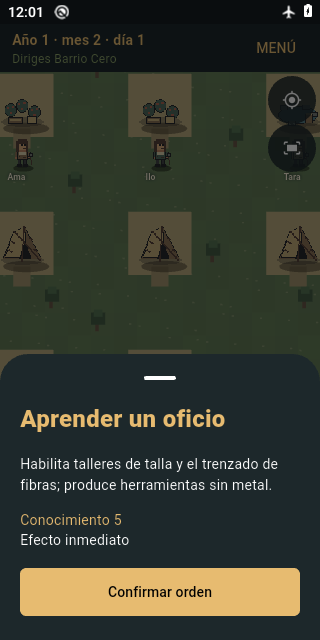 12:01
Año 1 · mes 2 · día 1
Diriges Barrio Cero
MENÚ
Ama
Ilo
Tara
Aprender un oficio
Habilita talleres de talla y el trenzado de
fibras; produce herramientas sin metal.
Conocimiento 5
Efecto inmediato
Confirmar orden